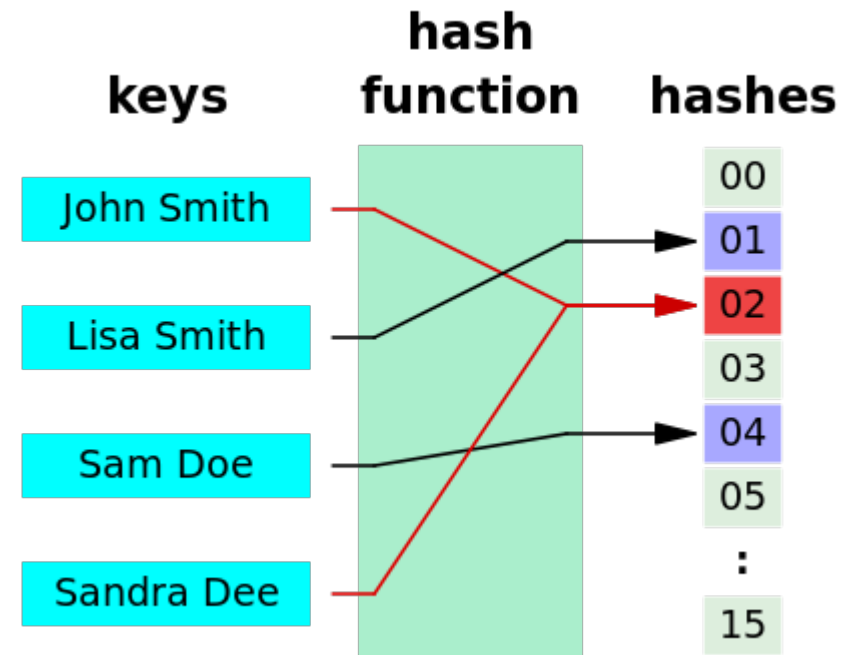 keys
hash
function
hashes
John Smith
Lisa Smith
Sam Doe
Sandra Dee
00
01
02
03
04
05
:
15